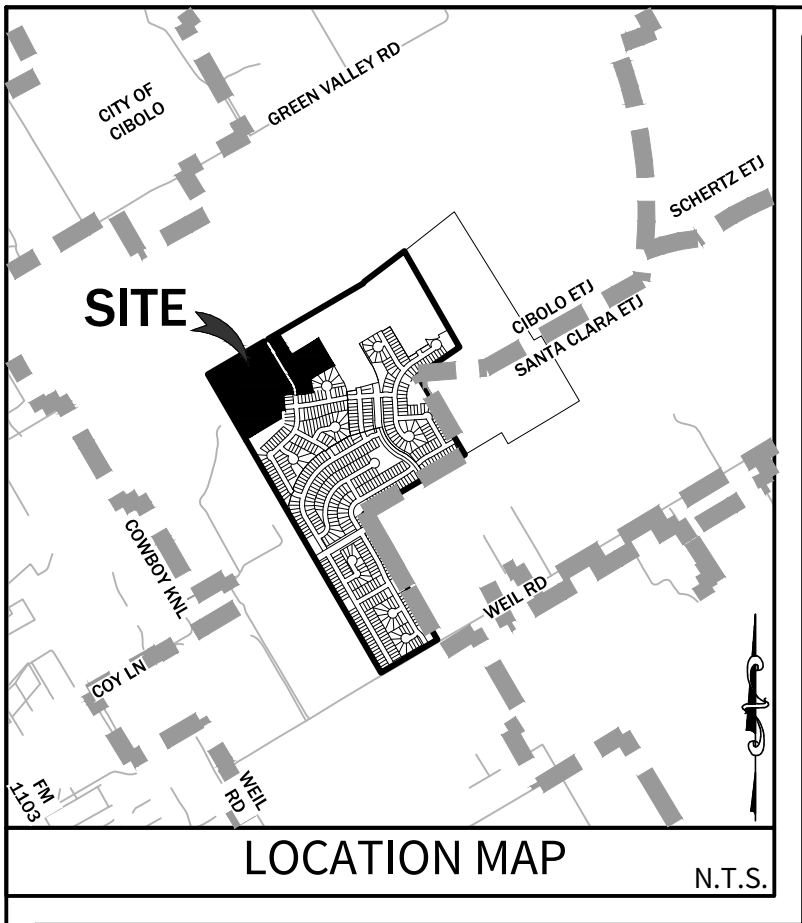 GREEN VALLEY RD
CITY OF
CIBOLO
SCHERTZ ETJ
SITE
CIBOLO ETJ
SANTA CLARA ETJ
COWBOY KNL
WEIL RD
COY LN
FM
1103
WEIL
RD
LOCATION MAP
N.T.S.